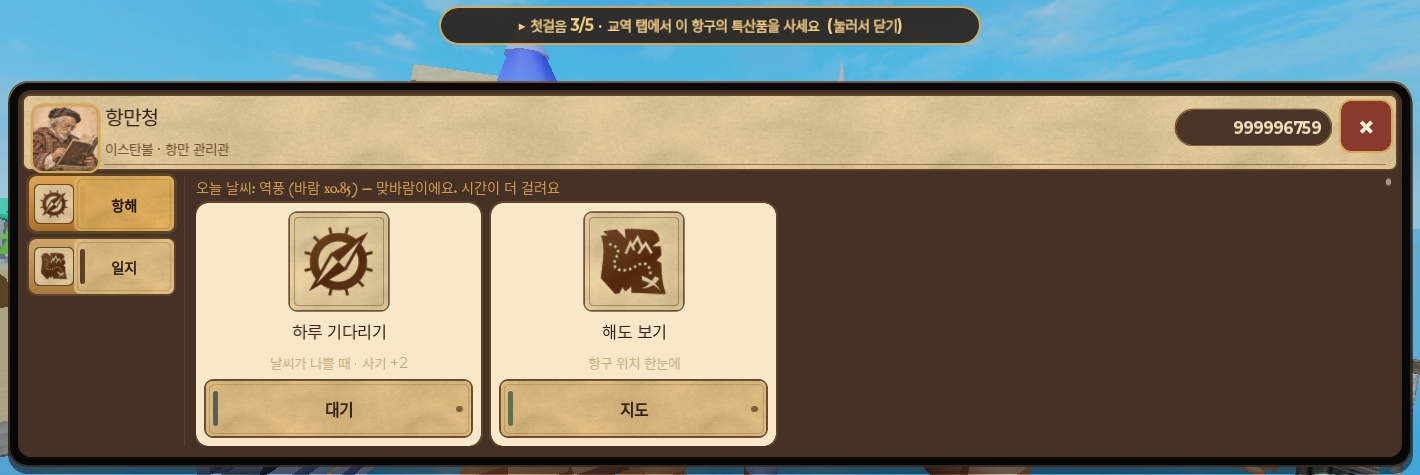 ▸ 첫걸음 3/5 · 교역 탭에서 이 항구의 특산품을 사세요 (눌러서 닫기)
항만청
이스탄불 · 항만 관리관
999996759
×
항해
일지
오늘 날씨: 역풍 (바람 x0.85) — 맞바람이에요. 시간이 더 걸려요
하루 기다리기
날씨가 나쁠 때 · 사기 +2
대기
해도 보기
항구 위치 한눈에
지도